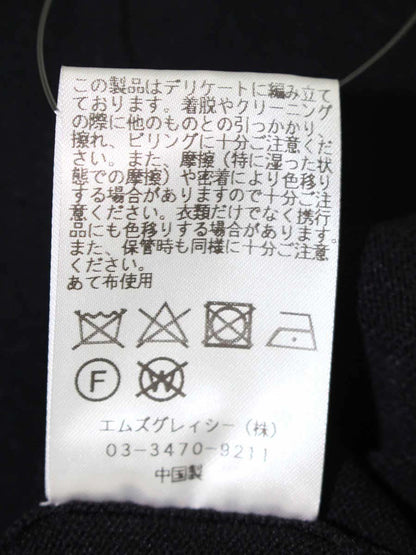 この製品はデリケートに編み立て
ております。着脱やクリーニング
の際に他のものとの引っかかり、
擦れ、ピリングに十分ご注意くだ
さい。また、摩擦（特に湿った状
態での摩擦）や密着により色移り
する場合がありますので十分ご注
意ください。衣類だけでなく携行
品にも色移りする場合があります。
また、保管時も同様に十分ご注意
ください。
あて布使用
F W
エムズグレイシー（株）
03-3470-9211
中国製